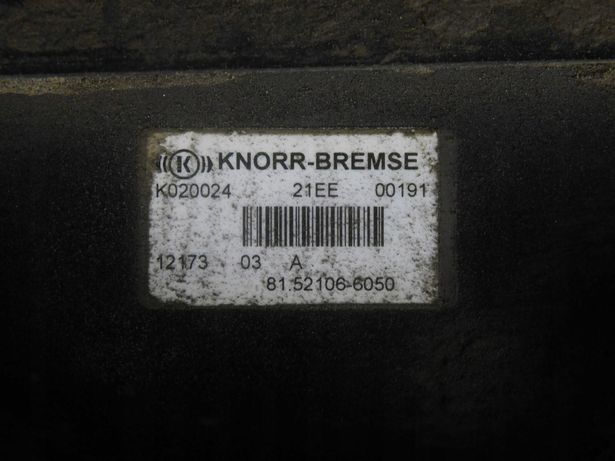 K KNORR-BREMSE
K020024 21EE 00191
12173 03 A
81.52106-6050